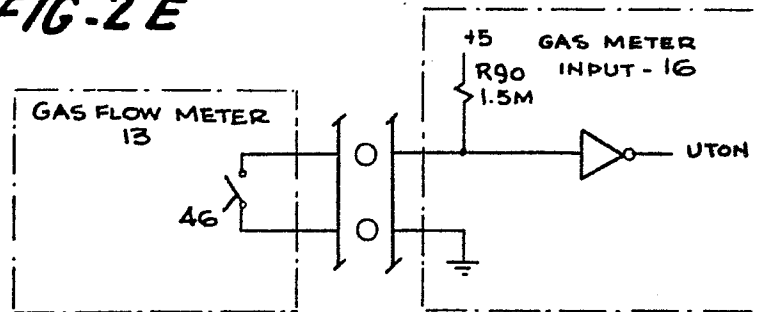 FIG-2E
+5 GAS METER
R90 INPUT-16
1.5M
GAS FLOW METER
13
UTON
46